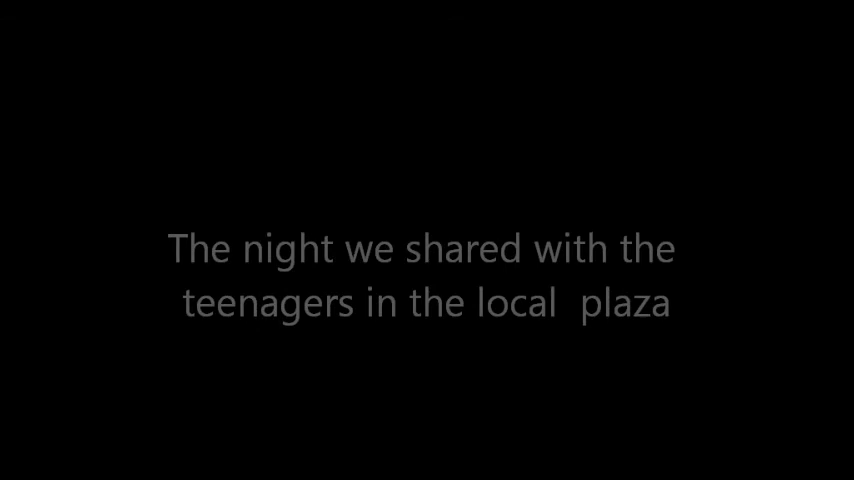 The night we shared with the
teenagers in the local  plaza